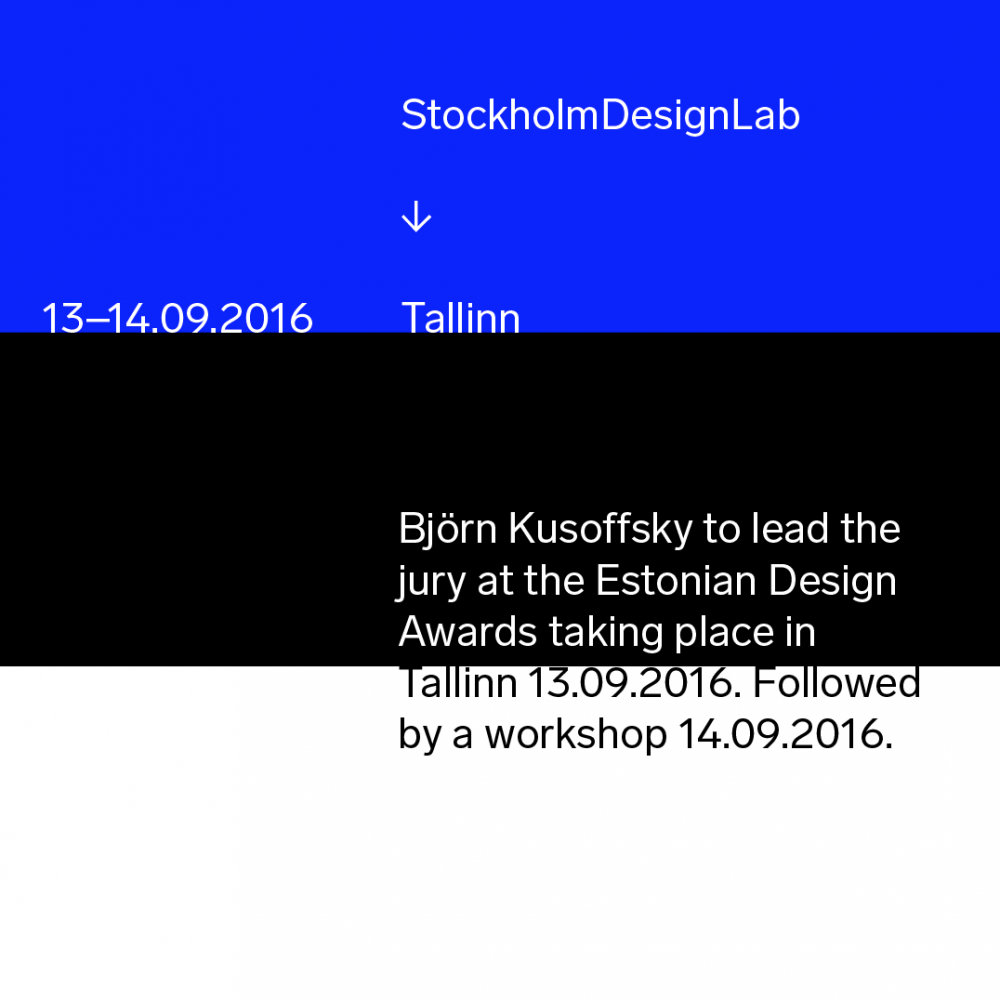 StockholmDesignLab
↓
13–14.09.2016 Tallinn
Björn Kusoffsky to lead the
jury at the Estonian Design
Awards taking place in
Tallinn 13.09.2016. Followed
by a workshop 14.09.2016.